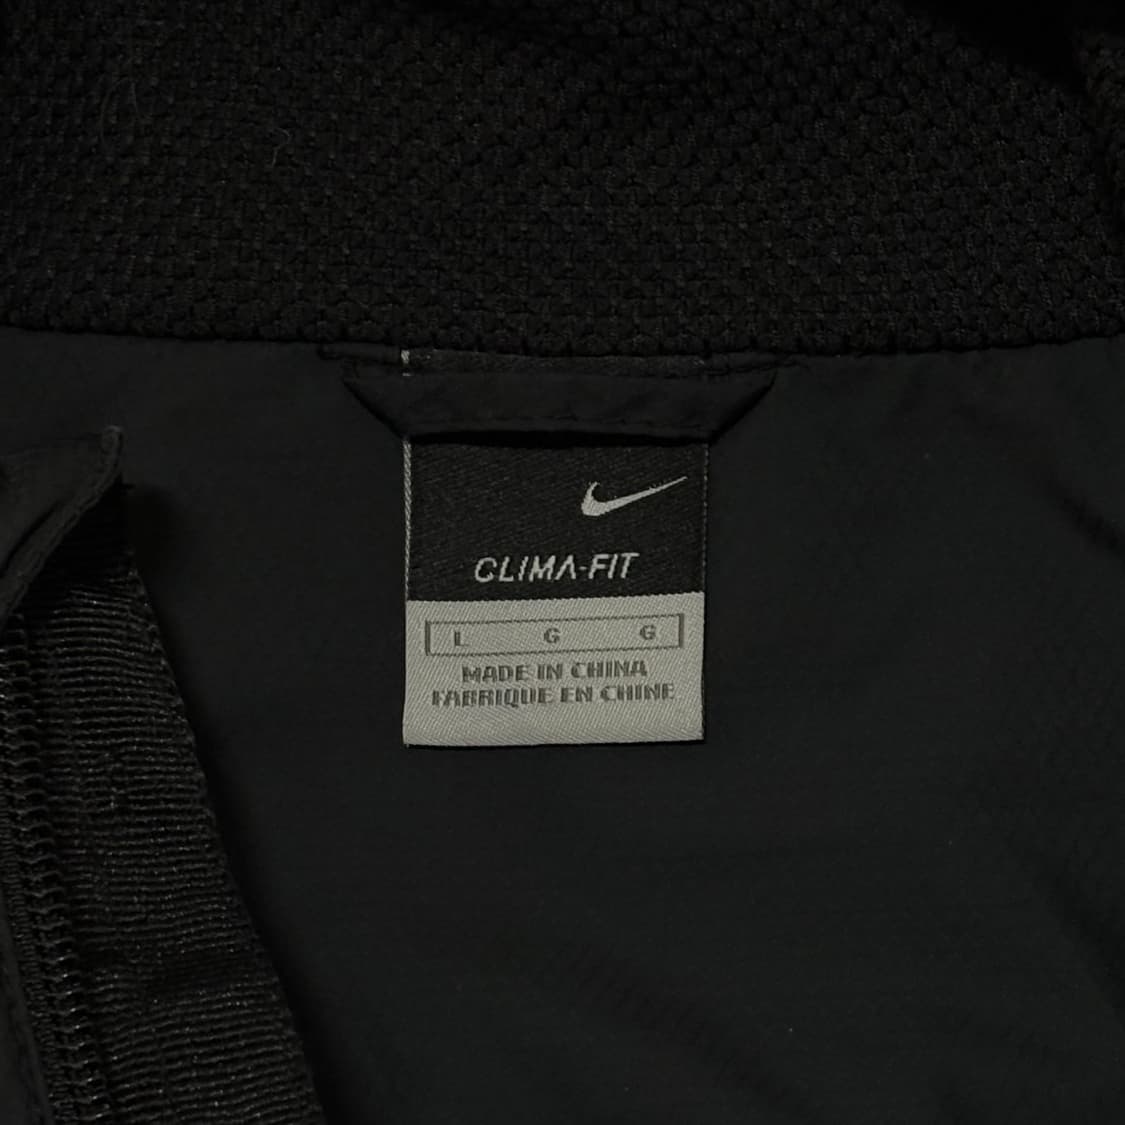 CLIMA-FIT
L G G
MADE IN CHINA
FABRIQUE EN CHINE